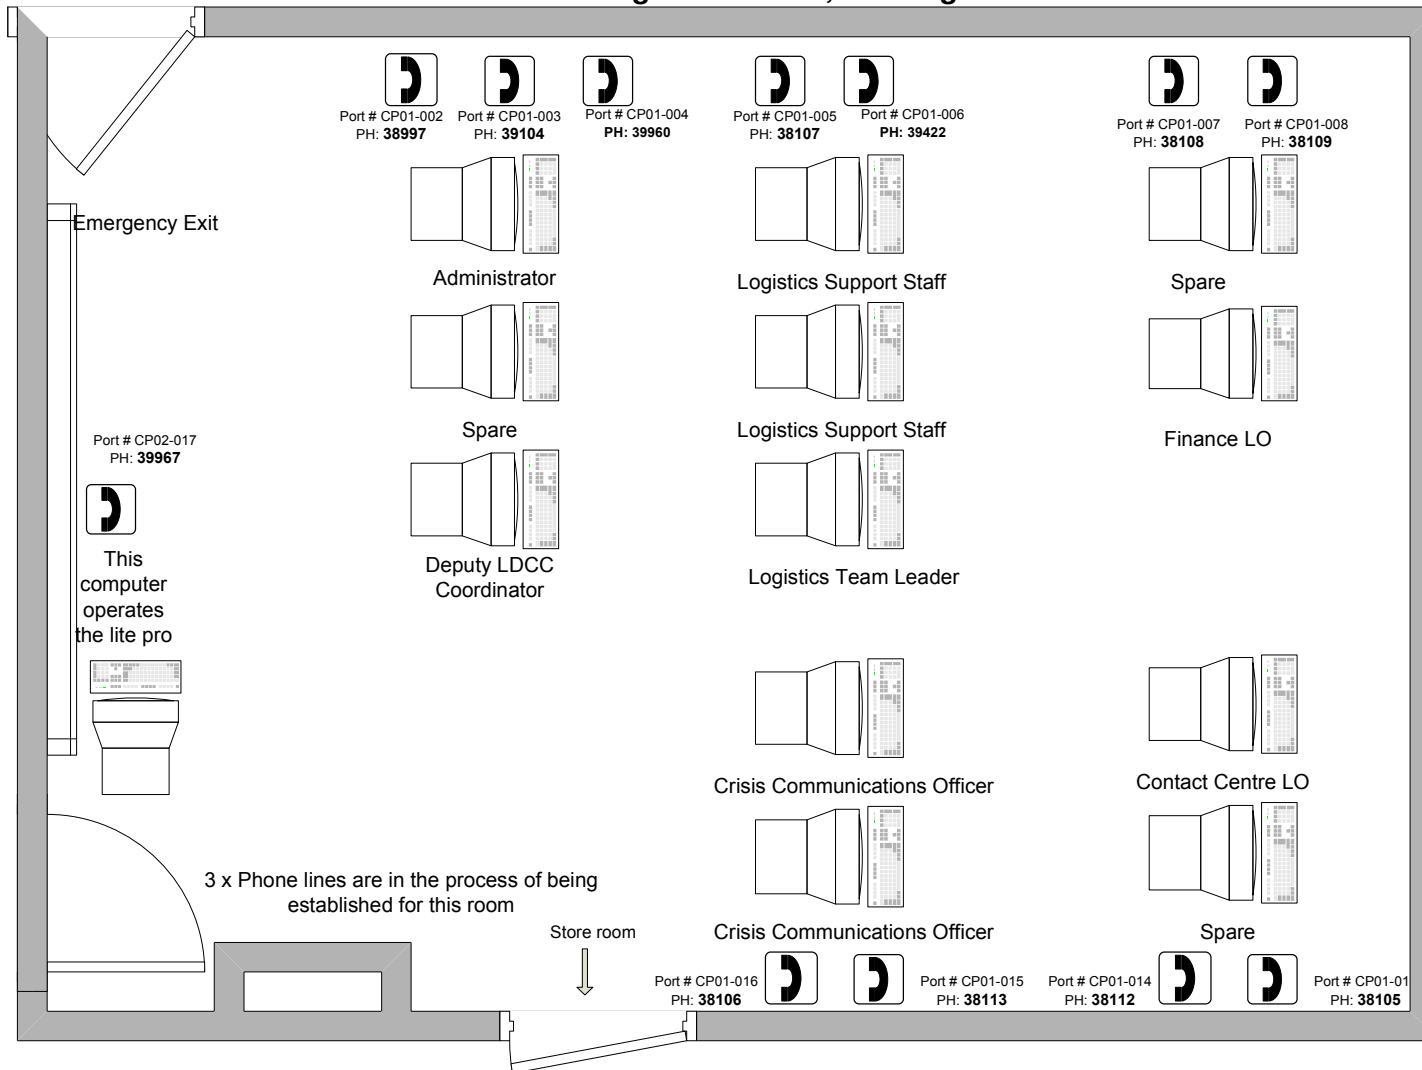 Port # CP01-002
PH: 38997
Port # CP01-003
PH: 39104
Port # CP01-004
PH: 39960
Port # CP01-005
PH: 38107
Port # CP01-006
PH: 39422
Port # CP01-007
PH: 38108
Port # CP01-008
PH: 38109
Emergency Exit
Administrator
Logistics Support Staff
Spare
Spare
Logistics Support Staff
Finance LO
Port # CP02-017
PH: 39967
This
computer
operates
the lite pro
Deputy LDCC
Coordinator
Logistics Team Leader
Crisis Communications Officer
Contact Centre LO
3 x Phone lines are in the process of being
established for this room
Store room
Crisis Communications Officer
Spare
Port # CP01-016
PH: 38106
Port # CP01-015
PH: 38113
Port # CP01-014
PH: 38112
Port # CP01-01
PH: 38105